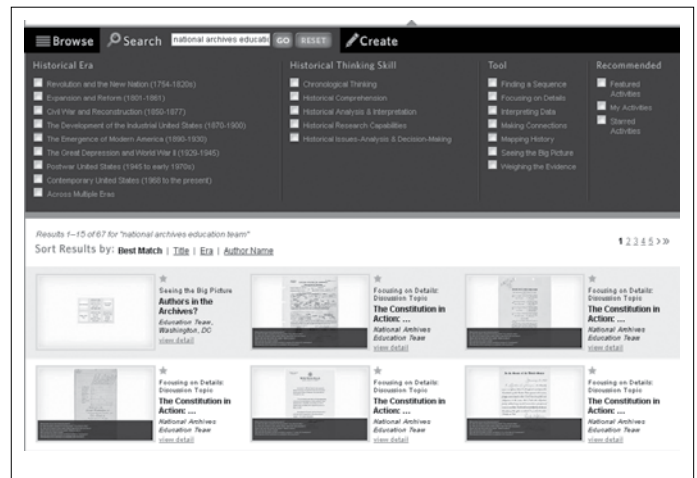 Browse Search national archives educatio GO RESET Create
Historical Era
Revolution and the New Nation (1754-1820s)
Expansion and Reform (1801-1861)
Civil War and Reconstruction (1850-1877)
The Development of the Industrial United States (1870-1900)
The Emergence of Modern America (1890-1930)
The Great Depression and World War II (1929-1945)
Postwar United States (1945 to early 1970s)
Contemporary United States (1968 to the present)
Across Multiple Eras
Historical Thinking Skill
Chronological Thinking
Historical Comprehension
Historical Analysis & Interpretation
Historical Research Capabilities
Historical Issues-Analysis & Decision-Making
Tool
Finding a Sequence
Focusing on Details
Interpreting Data
Making Connections
Mapping History
Seeing the Big Picture
Weighing the Evidence
Recommended
Featured
Activities
My Activities
Starred
Activities
Results 1–15 of 67 for "national archives education team"
Sort Results by: Best Match | Title | Era | Author Name
1 2 3 4 5 > »
Seeing the Big Picture
Authors in the
Archives?
Education Team,
Washington, DC
view detail
Focusing on Details:
Discussion Topic
The Constitution in
Action: ...
National Archives
Education Team
view detail
Focusing on Details:
Discussion Topic
The Constitution in
Action: ...
National Archives
Education Team
view detail
Focusing on Details:
Discussion Topic
The Constitution in
Action: ...
National Archives
Education Team
view detail
Focusing on Details:
Discussion Topic
The Constitution in
Action: ...
National Archives
Education Team
view detail
Focusing on Details:
Discussion Topic
The Constitution in
Action: ...
National Archives
Education Team
view detail